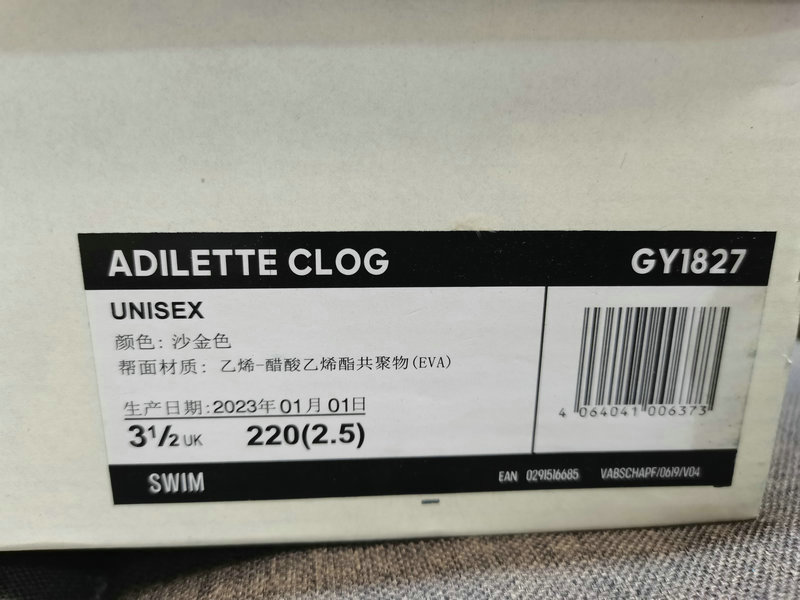 ADILETTE CLOG GY1827
UNISEX
颜色: 沙金色
帮面材质: 乙烯-醋酸乙烯酯共聚物(EVA)
生产日期:2023年01月01日
3½ UK 220(2.5)
4 064041 006373
SWIM EAN 0291516685 VABSCHAPF/0619/V04